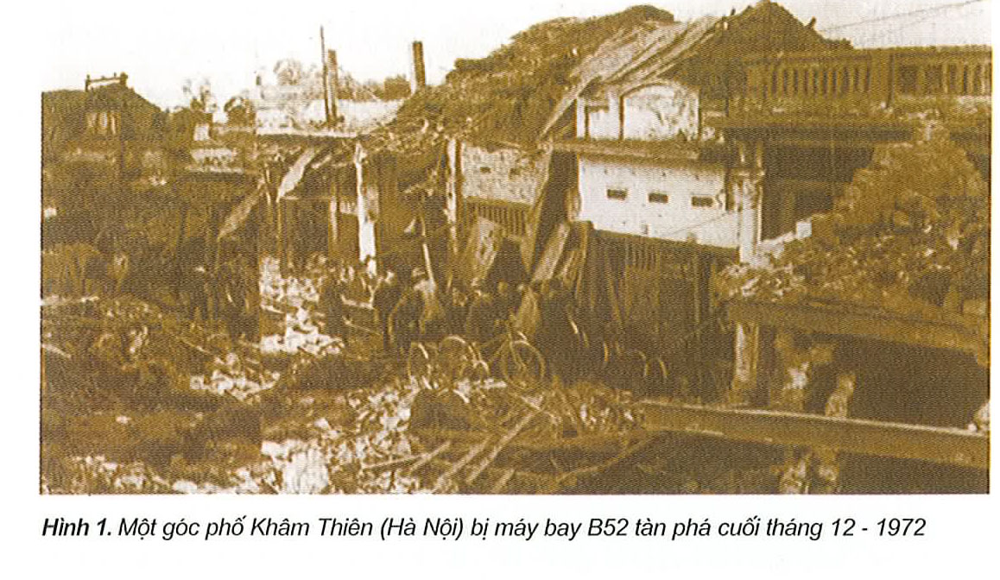 Hình 1. Một góc phố Khâm Thiên (Hà Nội) bị máy bay B52 tàn phá cuối tháng 12 - 1972